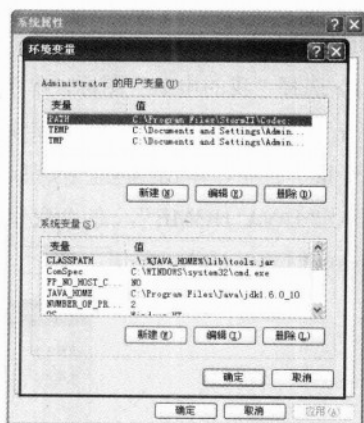 系统属性
环境变量
Administrator 的用户变量(U)
变量 值
PATH C:\Program Files\StormII\Codec;
TEMP C:\Documents and Settings\Admin...
TMP C:\Documents and Settings\Admin...
新建(N) 编辑(E) 删除(D)
系统变量(S)
变量 值
CLASSPATH .\;%JAVA_HOME%\lib\tools.jar
ComSpec C:\WINDOWS\system32\cmd.exe
FP_NO_HOST_C... NO
JAVA_HOME C:\Program Files\Java\jdk1.6.0_10
NUMBER_OF_PR... 2
OS Windows_NT
新建(W) 编辑(I) 删除(L)
确定 取消
确定 取消 应用(A)